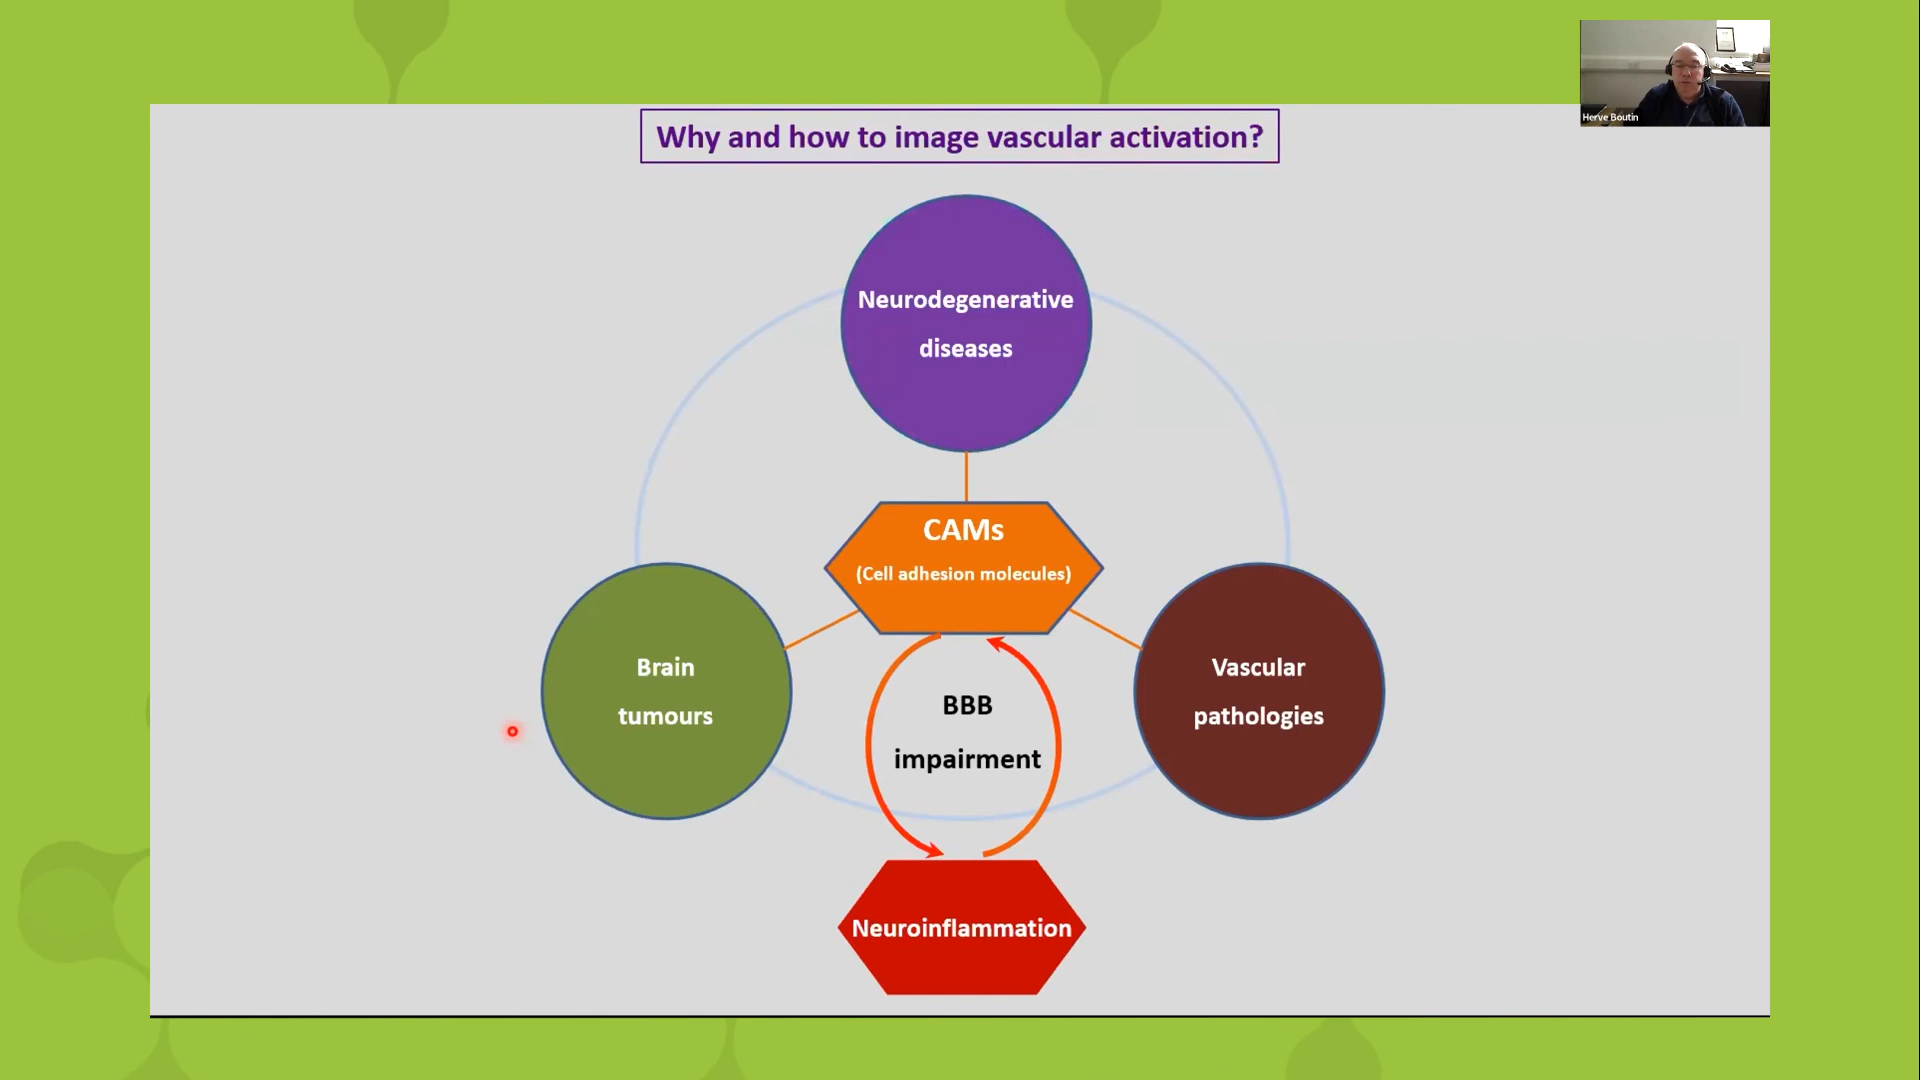 Herve Boutin
Why and how to image vascular activation?
Neurodegenerative
diseases
CAMs
(Cell adhesion molecules)
Brain
tumours
BBB
impairment
Vascular
pathologies
Neuroinflammation